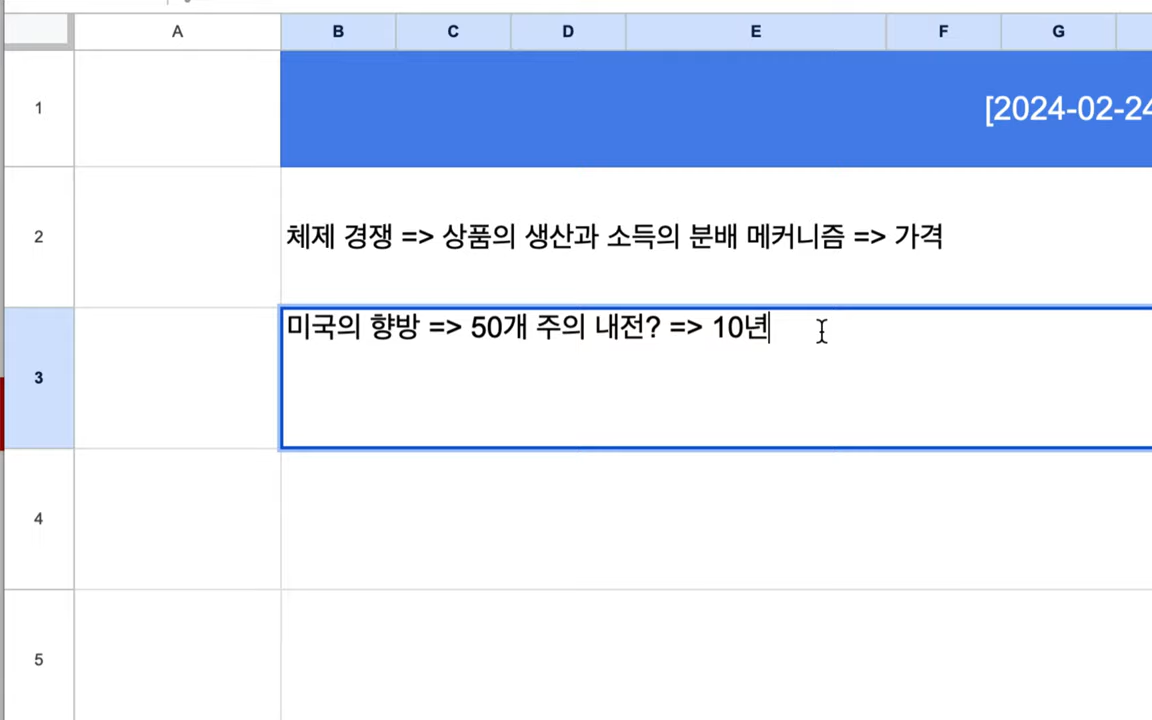 A B C D E F G
1 [2024-02-24
2 체제 경쟁 => 상품의 생산과 소득의 분배 메커니즘 => 가격
3 미국의 향방 => 50개 주의 내전? => 10년
4
5